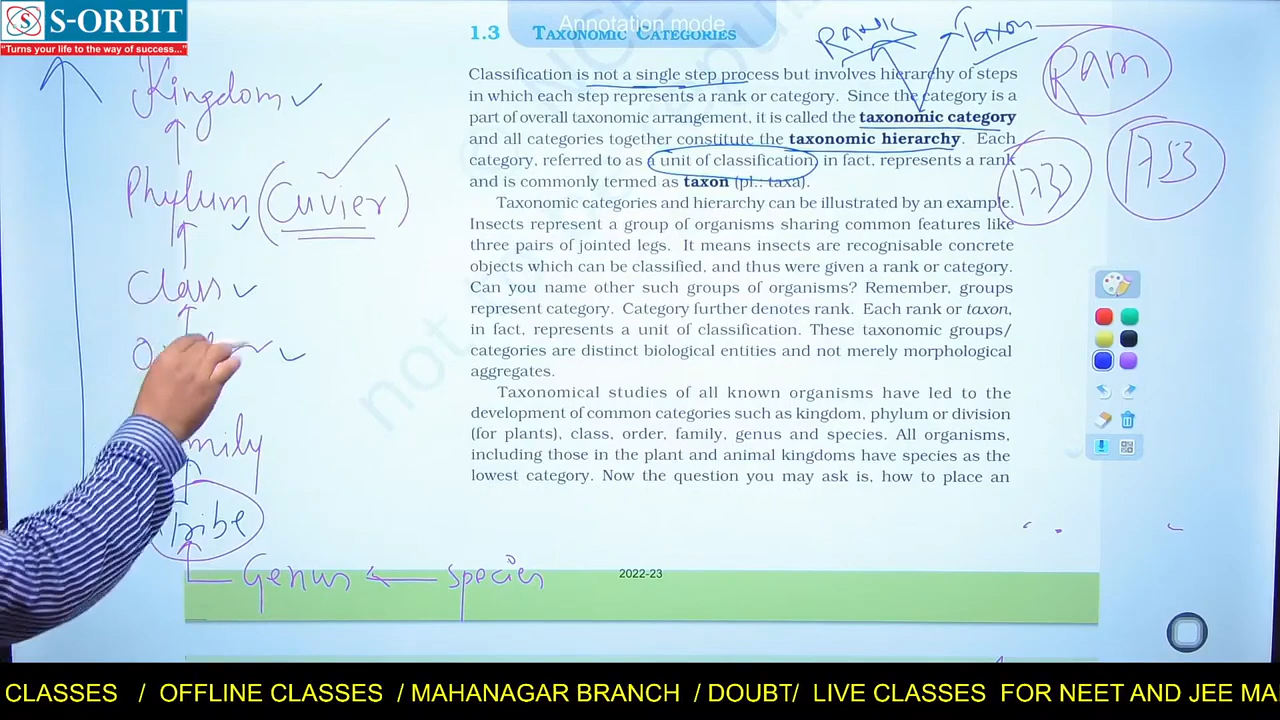 S-ORBIT
"Turns your life to the way of success..."
Annotation mode
1.3 TAXONOMIC CATEGORIES
RANK
Taxon
RAM
1753
Classification is not a single step process but involves hierarchy of steps
in which each step represents a rank or category. Since the category is a
part of overall taxonomic arrangement, it is called the taxonomic category
and all categories together constitute the taxonomic hierarchy. Each
category, referred to as a unit of classification, in fact, represents a rank
and is commonly termed as taxon (pl.: taxa).
Taxonomic categories and hierarchy can be illustrated by an example.
Insects represent a group of organisms sharing common features like
three pairs of jointed legs. It means insects are recognisable concrete
objects which can be classified, and thus were given a rank or category.
Can you name other such groups of organisms? Remember, groups
represent category. Category further denotes rank. Each rank or taxon,
in fact, represents a unit of classification. These taxonomic groups/
categories are distinct biological entities and not merely morphological
aggregates.
Taxonomical studies of all known organisms have led to the
development of common categories such as kingdom, phylum or division
(for plants), class, order, family, genus and species. All organisms,
including those in the plant and animal kingdoms have species as the
lowest category. Now the question you may ask is, how to place an
Kingdom
Phylum (Cuvier)
Class
Tribe
Genus species
2022-23
CLASSES / OFFLINE CLASSES / MAHANAGAR BRANCH / DOUBT/ LIVE CLASSES FOR NEET AND JEE MA